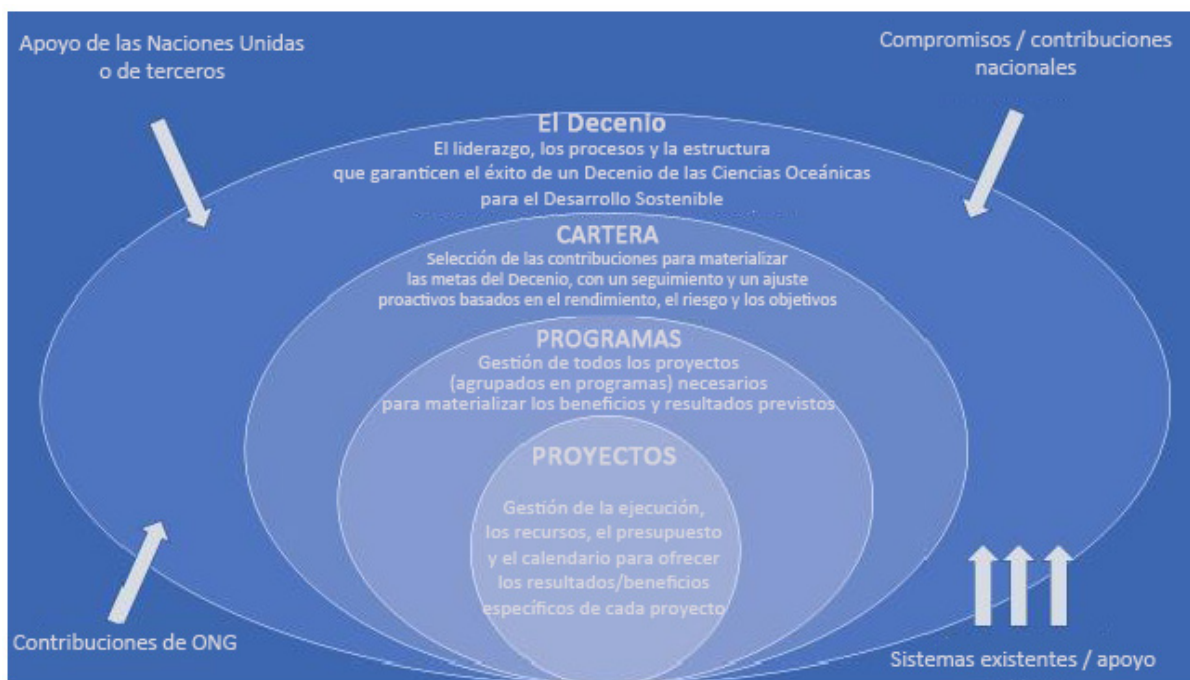 Apoyo de las Naciones Unidas
o de terceros
Compromisos / contribuciones
nacionales
El Decenio
El liderazgo, los procesos y la estructura
que garanticen el éxito de un Decenio de las Ciencias Oceánicas
para el Desarrollo Sostenible
CARTERA
Selección de las contribuciones para materializar
las metas del Decenio, con un seguimiento y un ajuste
proactivos basados en el rendimiento, el riesgo y los objetivos
PROGRAMAS
Gestión de todos los proyectos
(agrupados en programas) necesarios
para materializar los beneficios y resultados previstos
PROYECTOS
Gestión de la ejecución,
los recursos, el presupuesto
y el calendario para ofrecer
los resultados/beneficios
específicos de cada proyecto
Contribuciones de ONG
Sistemas existentes / apoyo